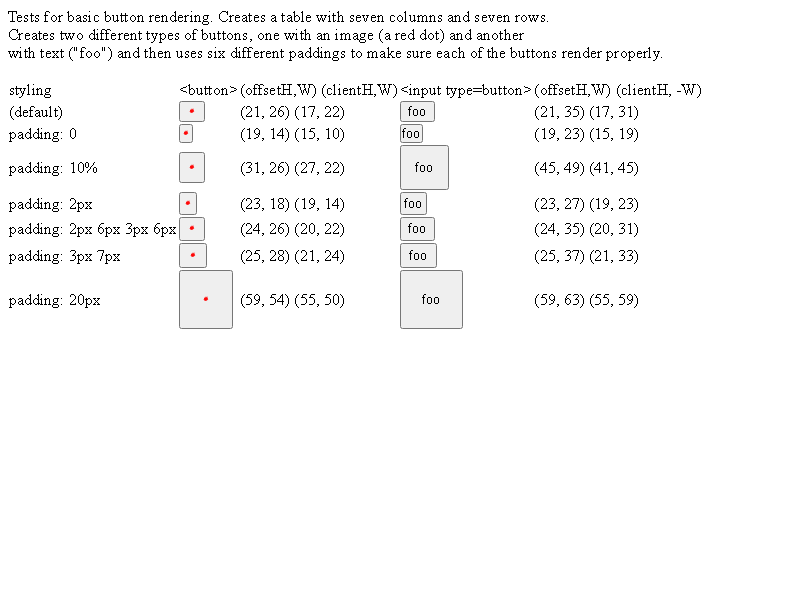 Tests for basic button rendering. Creates a table with seven columns and seven rows.
Creates two different types of buttons, one with an image (a red dot) and another
with text ("foo") and then uses six different paddings to make sure each of the buttons render properly.
styling <button> (offsetH,W) (clientH,W) <input type=button> (offsetH,W) (clientH, -W)
(default) (21, 26) (17, 22) foo (21, 35) (17, 31)
padding: 0 (19, 14) (15, 10) foo (19, 23) (15, 19)
padding: 10% (31, 26) (27, 22) foo (45, 49) (41, 45)
padding: 2px (23, 18) (19, 14) foo (23, 27) (19, 23)
padding: 2px 6px 3px 6px (24, 26) (20, 22) foo (24, 35) (20, 31)
padding: 3px 7px (25, 28) (21, 24) foo (25, 37) (21, 33)
padding: 20px (59, 54) (55, 50) foo (59, 63) (55, 59)